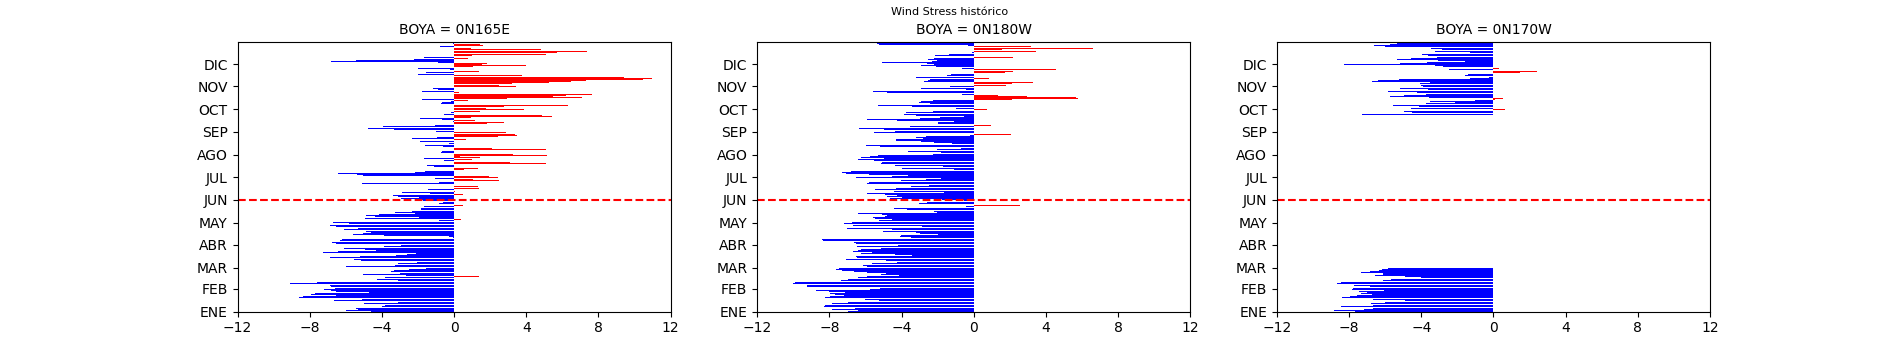 Wind Stress histórico
BOYA = 0N165E
DIC
NOV
OCT
SEP
AGO
JUL
JUN
MAY
ABR
MAR
FEB
ENE
−12 −8 −4 0 4 8 12
BOYA = 0N180W
DIC
NOV
OCT
SEP
AGO
JUL
JUN
MAY
ABR
MAR
FEB
ENE
−12 −8 −4 0 4 8 12
BOYA = 0N170W
DIC
NOV
OCT
SEP
AGO
JUL
JUN
MAY
ABR
MAR
FEB
ENE
−12 −8 −4 0 4 8 12